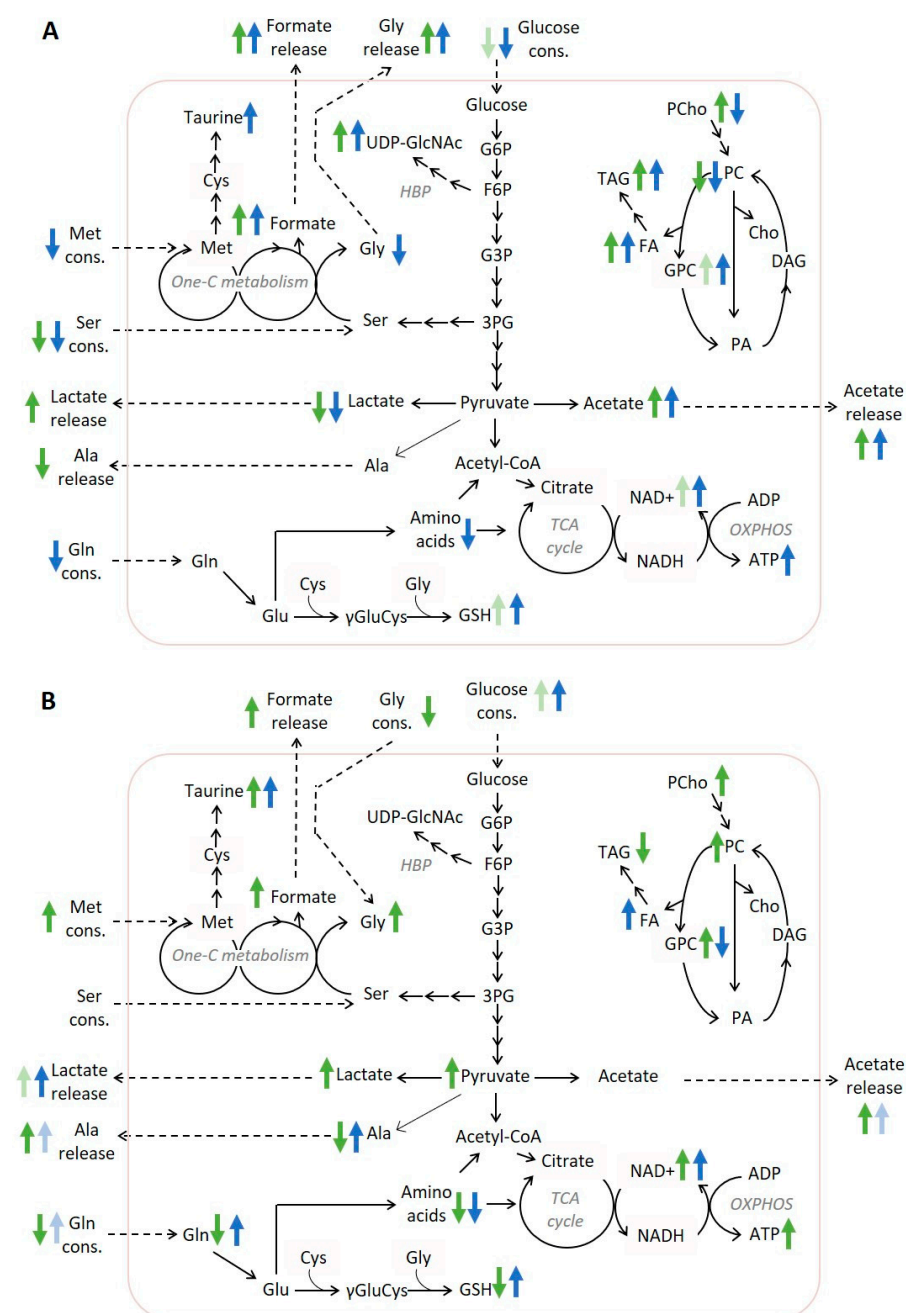 A
Formate
release
Gly
release
Glucose
cons.
Glucose
Taurine
UDP-GlcNAc
G6P
PCho
HBP
F6P
TAG
PC
Cys
Formate
Cho
Met
cons.
Met
Gly
G3P
FA
GPC
DAG
One-C metabolism
Ser
cons.
Ser
3PG
PA
Lactate
release
Lactate
Pyruvate
Acetate
Acetate
release
Ala
release
Ala
Acetyl-CoA
Citrate
NAD+
ADP
Amino
acids
TCA
cycle
OXPHOS
Gln
cons.
Gln
NADH
ATP
Cys
Gly
Glu
γGluCys
GSH
B
Formate
release
Gly
cons.
Glucose
cons.
Glucose
Taurine
UDP-GlcNAc
G6P
PCho
HBP
F6P
TAG
PC
Cys
Formate
Cho
Met
cons.
Met
Gly
G3P
FA
GPC
DAG
One-C metabolism
Ser
cons.
Ser
3PG
PA
Lactate
release
Lactate
Pyruvate
Acetate
Acetate
release
Ala
release
Ala
Acetyl-CoA
Citrate
NAD+
ADP
Amino
acids
TCA
cycle
OXPHOS
Gln
cons.
Gln
NADH
ATP
Cys
Gly
Glu
γGluCys
GSH